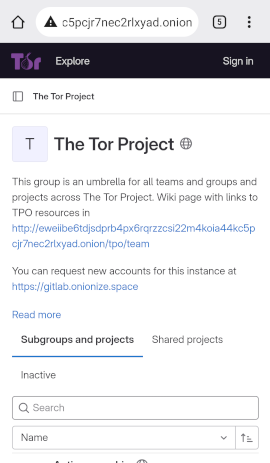 c5pcjr7nec2rlxyad.onion
5
Tor
Explore
Sign in
The Tor Project
T
The Tor Project
This group is an umbrella for all teams and groups and
projects across The Tor Project. Wiki page with links to
TPO resources in
http://eweiibe6tdjsdprb4px6rqrzzcsi22m4koia44kc5p
cjr7nec2rlxyad.onion/tpo/team
You can request new accounts for this instance at
https://gitlab.onionize.space
Read more
Subgroups and projects
Shared projects
Inactive
Search
Name